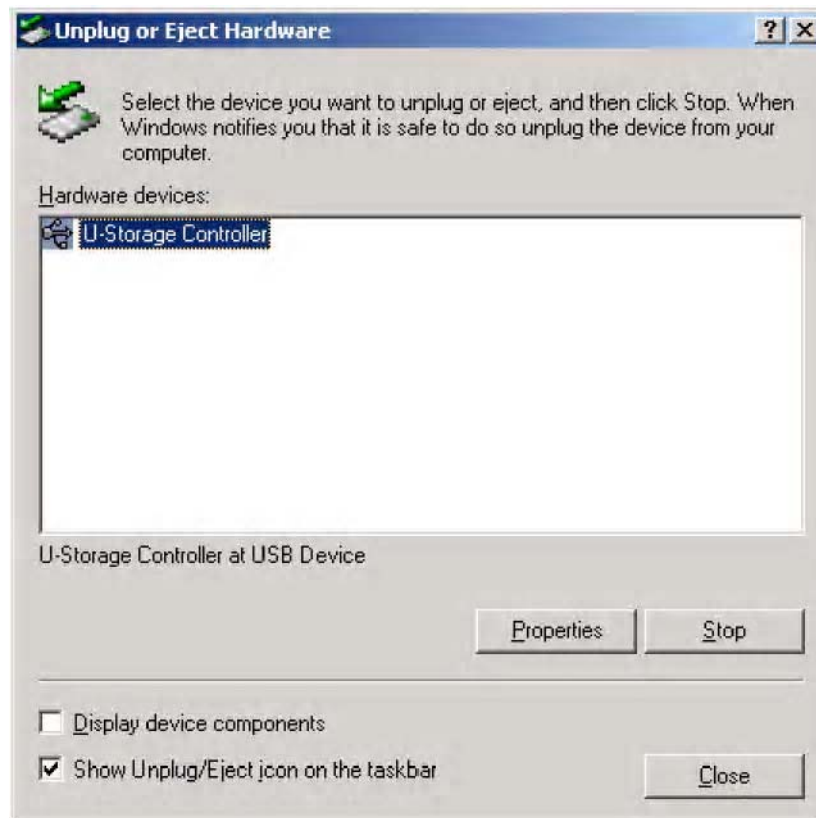 Unplug or Eject Hardware
Select the device you want to unplug or eject, and then click Stop. When
Windows notifies you that it is safe to do so unplug the device from your
computer.
Hardware devices:
U-Storage Controller
U-Storage Controller at USB Device
Properties
Stop
Display device components
Show Unplug/Eject icon on the taskbar
Close